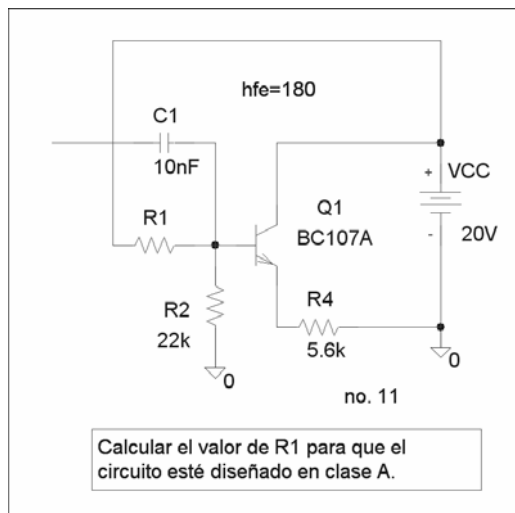 hfe=180
C1
10nF
+ VCC
Q1
BC107A
R1
- 20V
R2
22k
R4
5.6k
0
0
no. 11
Calcular el valor de R1 para que el
circuito esté diseñado en clase A.